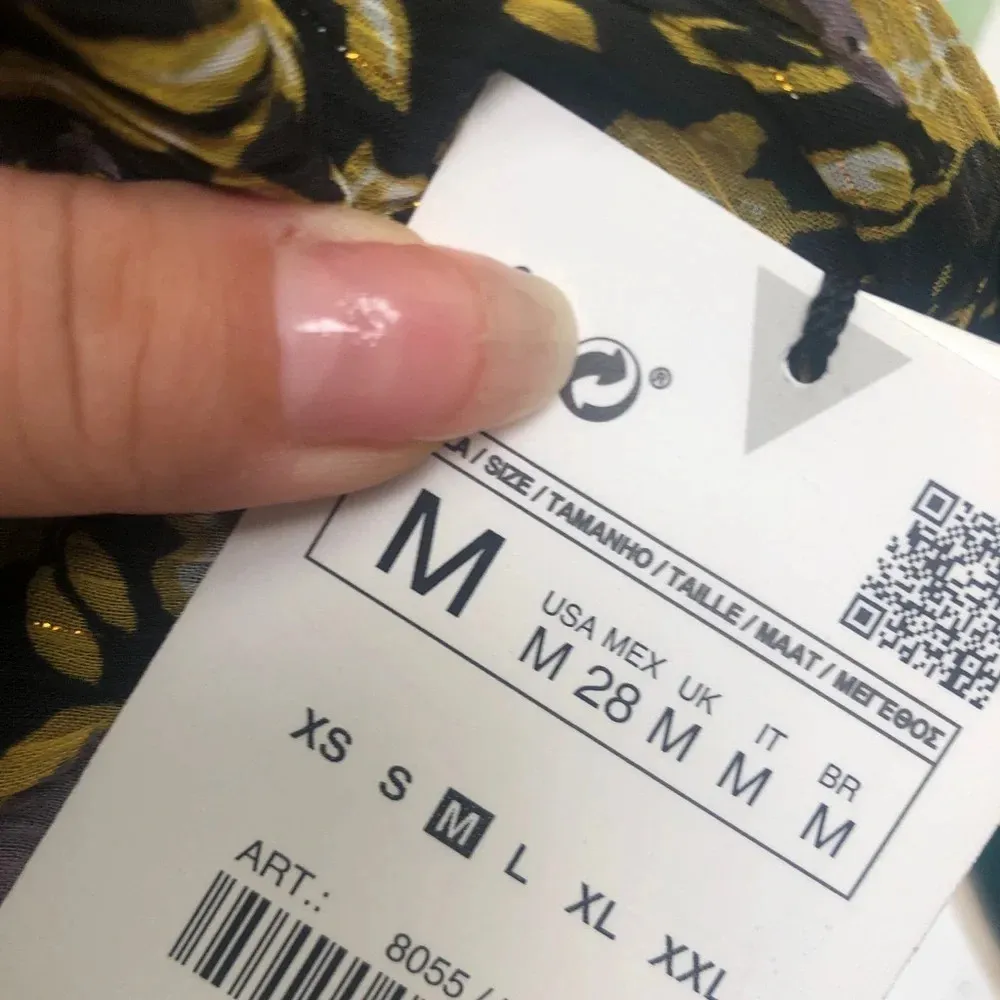 ®
/ SIZE / TAMANHO / TAILLE / MAAT / ΜΕΓΕΘΟΣ
M
USA MEX UK IT BR
M 28 M M M
XS S M L XL XXL
ART.:
8055 /